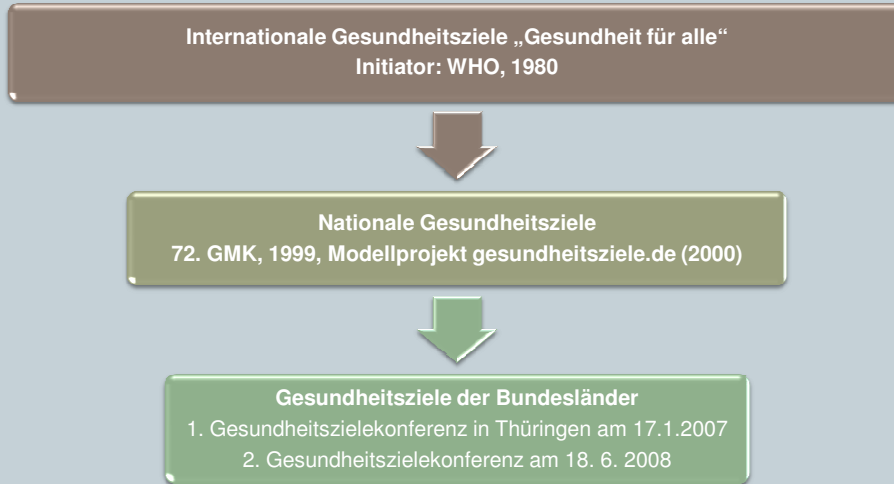 Internationale Gesundheitsziele „Gesundheit für alle“
Initiator: WHO, 1980
Nationale Gesundheitsziele
72. GMK, 1999, Modellprojekt gesundheitsziele.de (2000)
Gesundheitsziele der Bundesländer
1. Gesundheitszielekonferenz in Thüringen am 17.1.2007
2. Gesundheitszielekonferenz am 18. 6. 2008